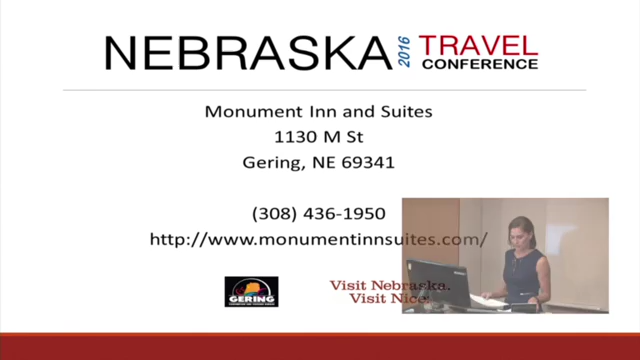 NEBRASKA 2016 TRAVEL CONFERENCE
Monument Inn and Suites
1130 M St
Gering, NE 69341
(308) 436-1950
http://www.monumentinnsuites.com/
GERING
Visit Nebraska.
Visit Nice.